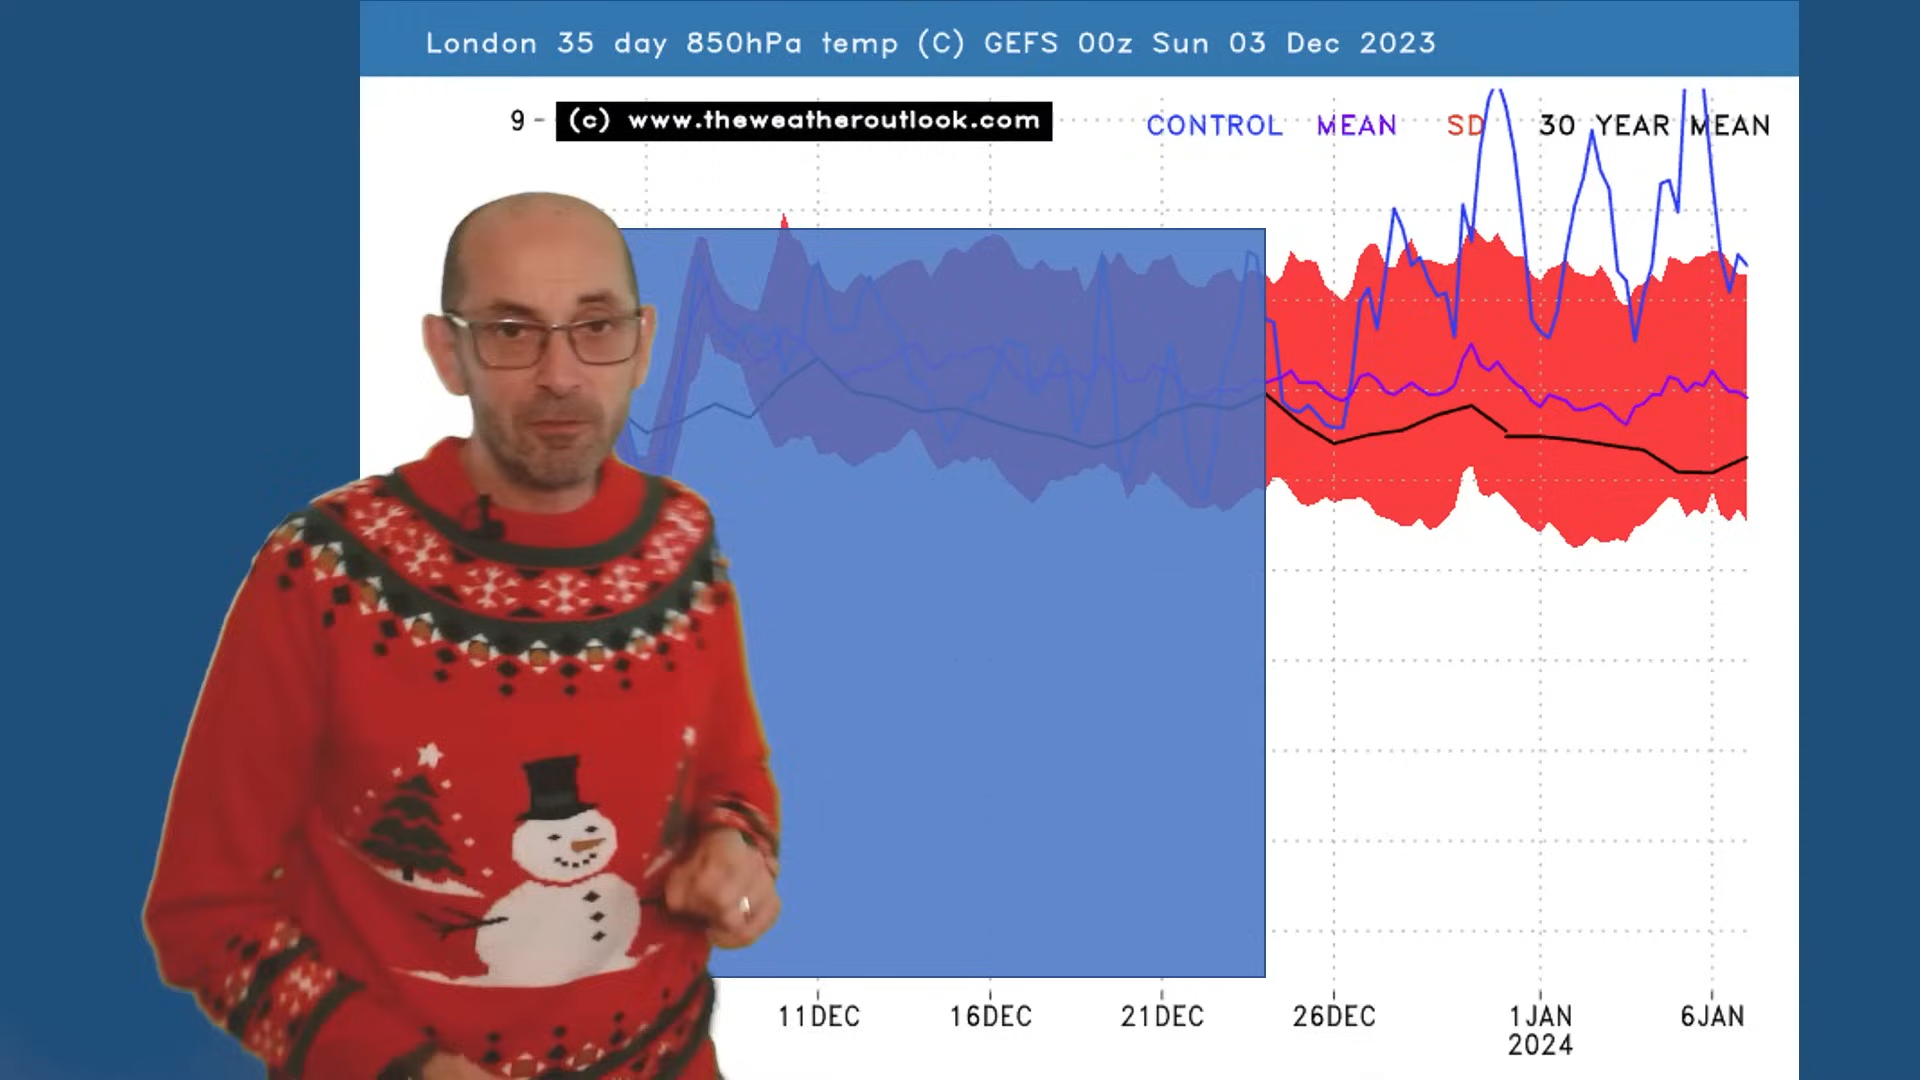 London 35 day 850hPa temp (C) GEFS 00z Sun 03 Dec 2023
9
(c) www.theweatheroutlook.com
CONTROL MEAN SD 30 YEAR MEAN
11DEC 16DEC 21DEC 26DEC 1JAN 6JAN
2024